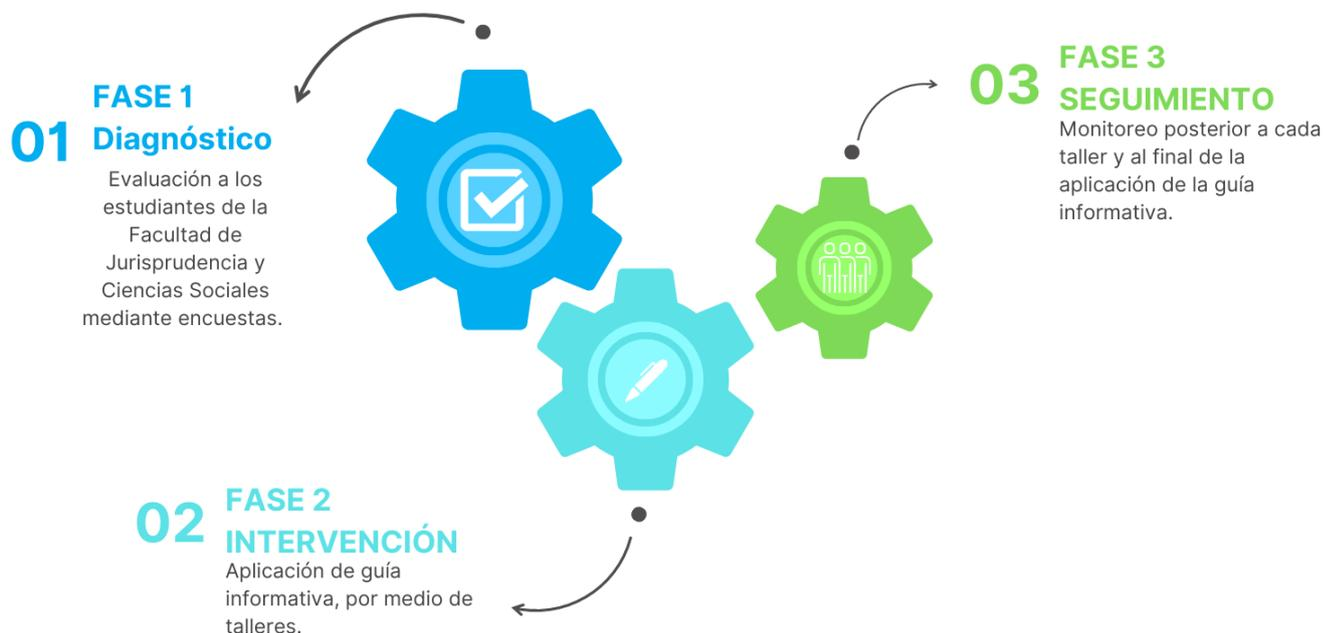 01
FASE 1
Diagnóstico
Evaluación a los
estudiantes de la
Facultad de
Jurisprudencia y
Ciencias Sociales
mediante encuestas.
02
FASE 2
INTERVENCIÓN
Aplicación de guía
informativa, por medio de
talleres.
03
FASE 3
SEGUIMIENTO
Monitoreo posterior a cada
taller y al final de la
aplicación de la guía
informativa.